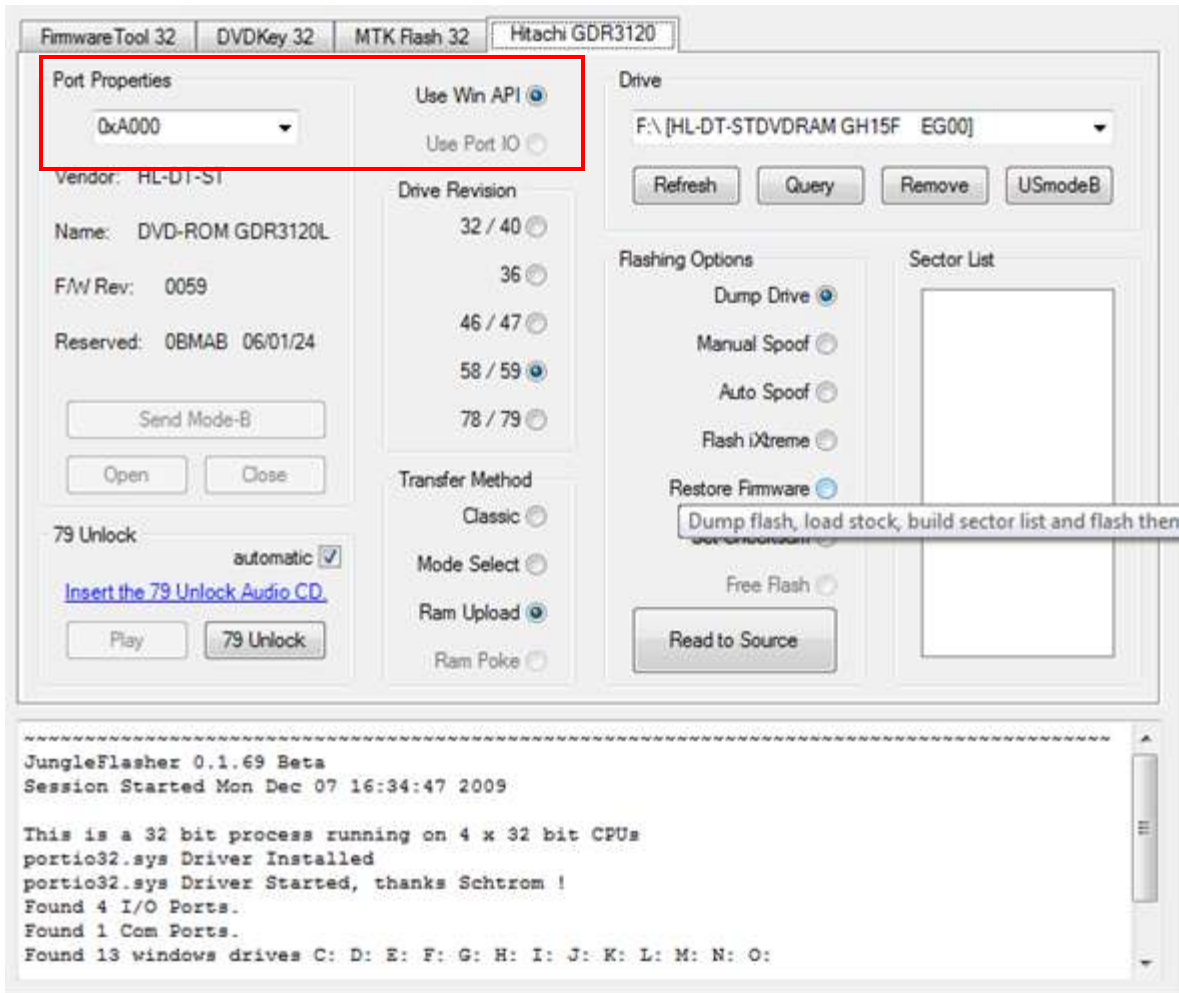 FirmwareTool 32
DVDKey 32
MTK Flash 32
Hitachi GDR3120
Port Properties
0xA000
Use Win API
Use Port IO
Vendor: HL-DT-ST
Name: DVD-ROM GDR3120L
F/W Rev: 0059
Reserved: 0BMAB 06/01/24
Send Mode-B
Open
Close
79 Unlock
automatic
Insert the 79 Unlock Audio CD.
Play
79 Unlock
Drive Revision
32 / 40
36
46 / 47
58 / 59
78 / 79
Transfer Method
Classic
Mode Select
Ram Upload
Ram Poke
Drive
F:\ [HL-DT-STDVDRAM GH15F EG00]
Refresh
Query
Remove
USmodeB
Flashing Options
Dump Drive
Manual Spoof
Auto Spoof
Flash iXtreme
Restore Firmware
Dump flash, load stock, build sector list and flash then
Free Flash
Read to Source
Sector List
~~~~~~~~~~~~~~~~~~~~~~~~~~~~~~~~~~~~~~~~~~~~~~~~~~~~~~~~~~~~~~~~~~~~~~~~~~~~~~~~~~~~~~~~~~
JungleFlasher 0.1.69 Beta
Session Started Mon Dec 07 16:34:47 2009
This is a 32 bit process running on 4 x 32 bit CPUs
portio32.sys Driver Installed
portio32.sys Driver Started, thanks Schtrom !
Found 4 I/O Ports.
Found 1 Com Ports.
Found 13 windows drives C: D: E: F: G: H: I: J: K: L: M: N: O: